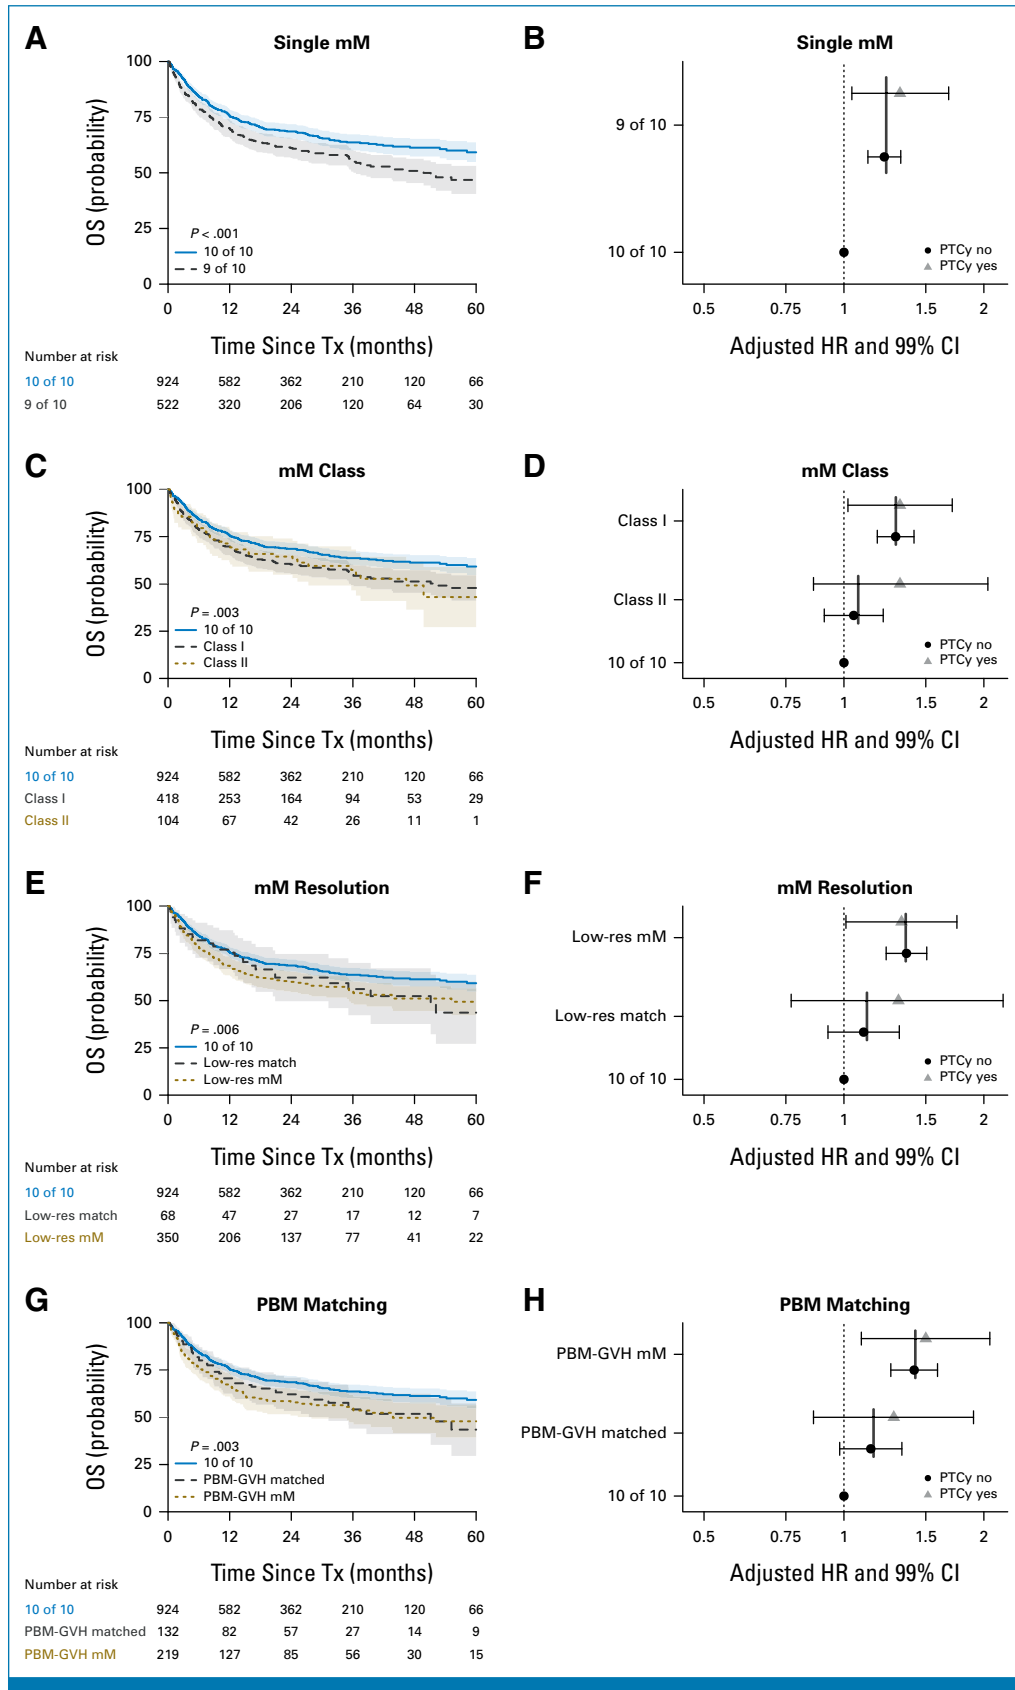 A
Single mM
OS (probability)
100
75
50
25
0
P < .001
10 of 10
9 of 10
0 12 24 36 48 60
Time Since Tx (months)
Number at risk
10 of 10 924 582 362 210 120 66
9 of 10 522 320 206 120 64 30
B
Single mM
9 of 10
10 of 10
PTCy no
PTCy yes
0.5 0.75 1 1.5 2
Adjusted HR and 99% CI
C
mM Class
OS (probability)
100
75
50
25
0
P = .003
10 of 10
Class I
Class II
0 12 24 36 48 60
Time Since Tx (months)
Number at risk
10 of 10 924 582 362 210 120 66
Class I 418 253 164 94 53 29
Class II 104 67 42 26 11 1
D
mM Class
Class I
Class II
10 of 10
PTCy no
PTCy yes
0.5 0.75 1 1.5 2
Adjusted HR and 99% CI
E
mM Resolution
OS (probability)
100
75
50
25
0
P = .006
10 of 10
Low-res match
Low-res mM
0 12 24 36 48 60
Time Since Tx (months)
Number at risk
10 of 10 924 582 362 210 120 66
Low-res match 68 47 27 17 12 7
Low-res mM 350 206 137 77 41 22
F
mM Resolution
Low-res mM
Low-res match
10 of 10
PTCy no
PTCy yes
0.5 0.75 1 1.5 2
Adjusted HR and 99% CI
G
PBM Matching
OS (probability)
100
75
50
25
0
P = .003
10 of 10
PBM-GVH matched
PBM-GVH mM
0 12 24 36 48 60
Time Since Tx (months)
Number at risk
10 of 10 924 582 362 210 120 66
PBM-GVH matched 132 82 57 27 14 9
PBM-GVH mM 219 127 85 56 30 15
H
PBM Matching
PBM-GVH mM
PBM-GVH matched
10 of 10
PTCy no
PTCy yes
0.5 0.75 1 1.5 2
Adjusted HR and 99% CI